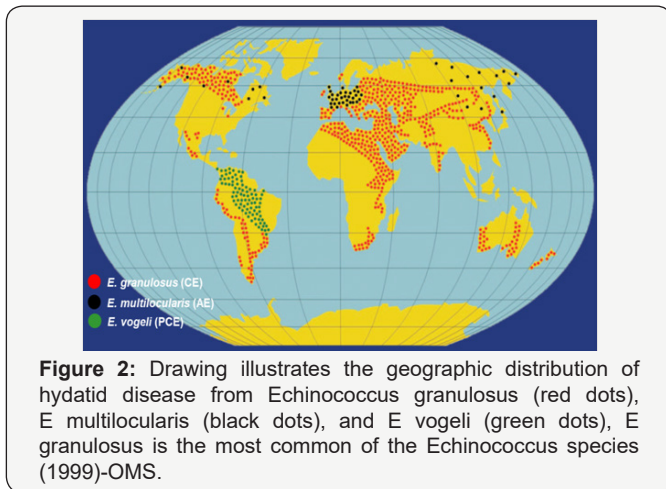 E. granulosus (CE)
E. multilocularis (AE)
E. vogeli (PCE)
Figure 2: Drawing illustrates the geographic distribution of
hydatid disease from Echinococcus granulosus (red dots),
E multilocularis (black dots), and E vogeli (green dots), E
granulosus is the most common of the Echinococcus species
(1999)-OMS.